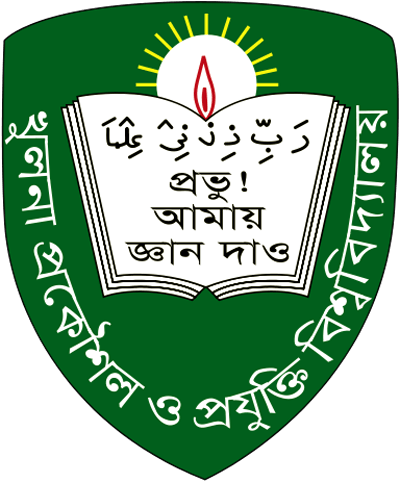 رَبِّ زِدْنِيْ عِلْمًا
প্রভু!
আমায়
জ্ঞান দাও
খুলনা প্রকৌশল ও প্রযুক্তি বিশ্ববিদ্যালয়